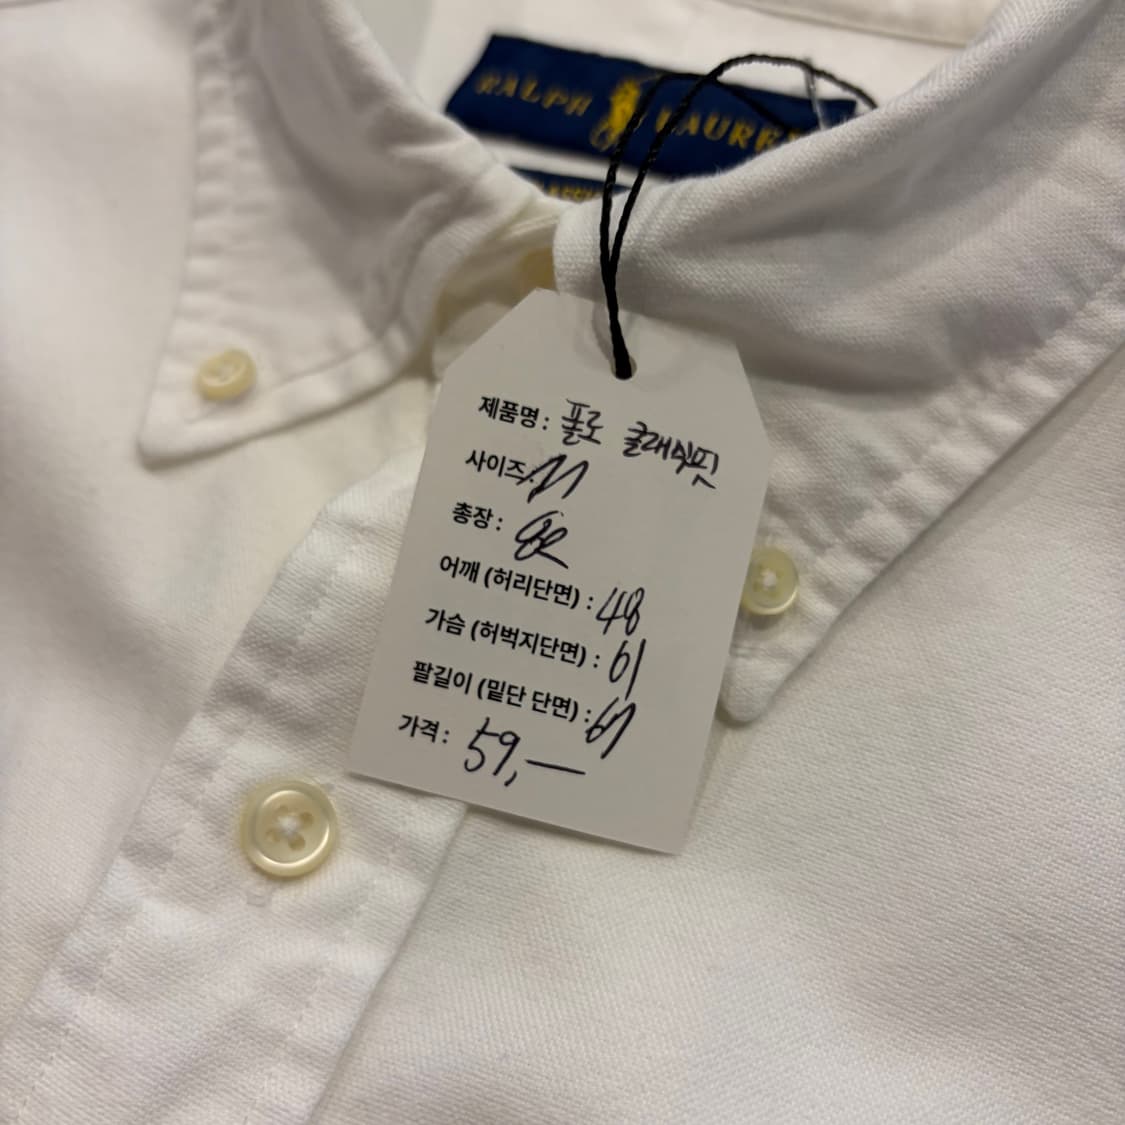 RALPH LAUREN
제품명 : 폴로 클래식핏
사이즈 : M
총장 : 82
어깨 (허리단면) : 48
가슴 (허벅지단면) : 61
팔길이 (밑단 단면) : 67
가격 : 59,—